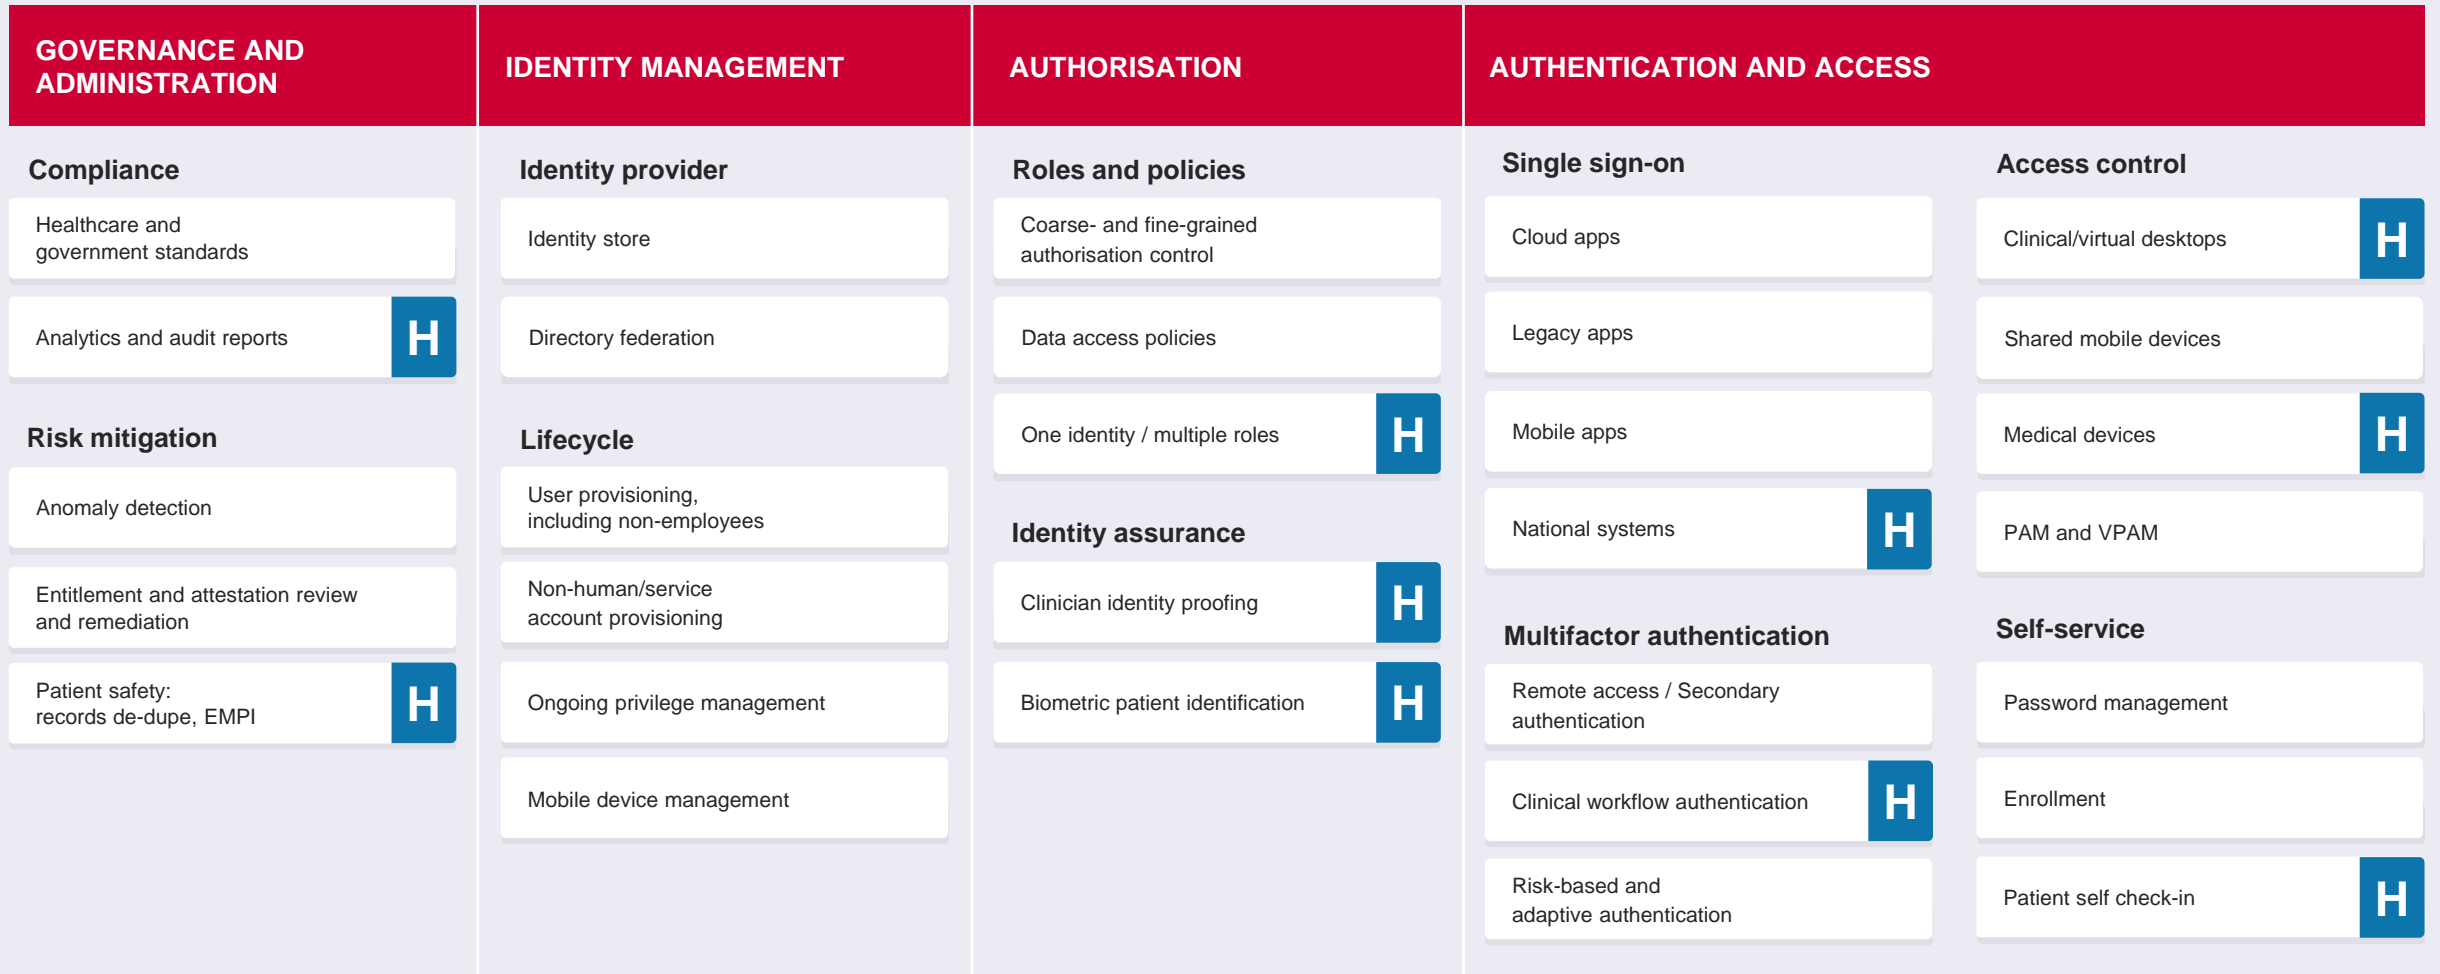 GOVERNANCE AND
ADMINISTRATION
Compliance
Healthcare and
government standards
Analytics and audit reports
H
Risk mitigation
Anomaly detection
Entitlement and attestation review
and remediation
Patient safety:
records de-dupe, EMPI
H
IDENTITY MANAGEMENT
Identity provider
Identity store
Directory federation
Lifecycle
User provisioning,
including non-employees
Non-human/service
account provisioning
Ongoing privilege management
Mobile device management
AUTHORISATION
Roles and policies
Coarse- and fine-grained
authorisation control
Data access policies
One identity / multiple roles
H
Identity assurance
Clinician identity proofing
H
Biometric patient identification
H
AUTHENTICATION AND ACCESS
Single sign-on
Cloud apps
Legacy apps
Mobile apps
National systems
H
Multifactor authentication
Remote access / Secondary
authentication
Clinical workflow authentication
H
Risk-based and
adaptive authentication
Access control
Clinical/virtual desktops
H
Shared mobile devices
Medical devices
H
PAM and VPAM
Self-service
Password management
Enrollment
Patient self check-in
H